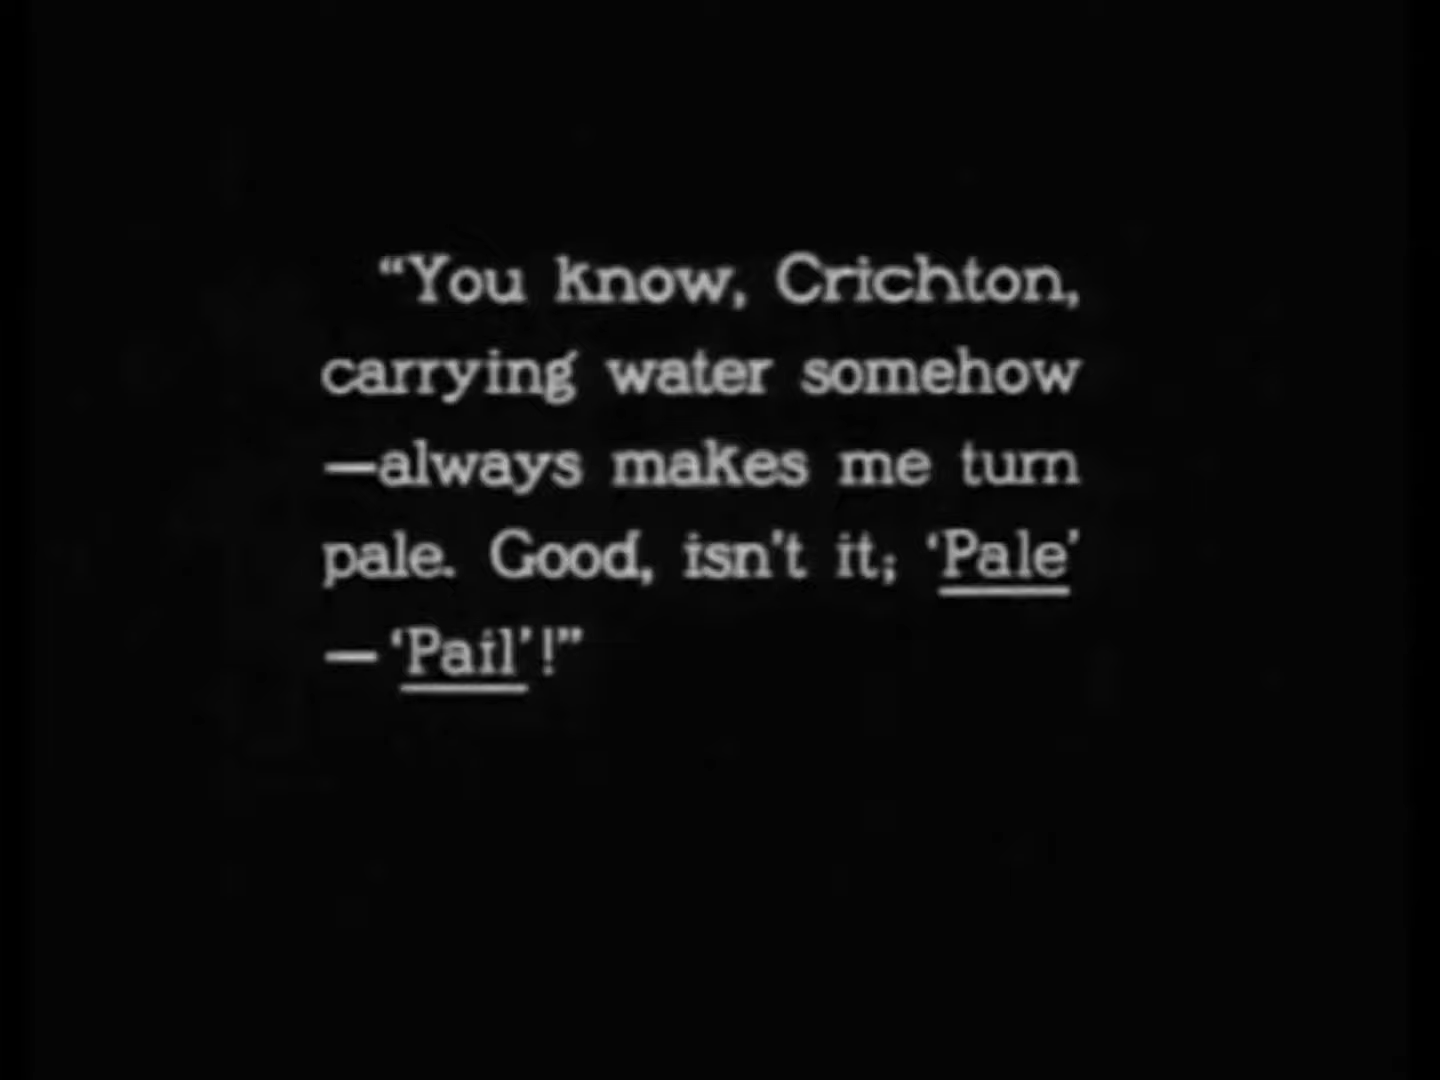 “You know, Crichton,
carrying water somehow
—always makes me turn
pale. Good, isn't it; ‘Pale’
— ‘Pail’!”